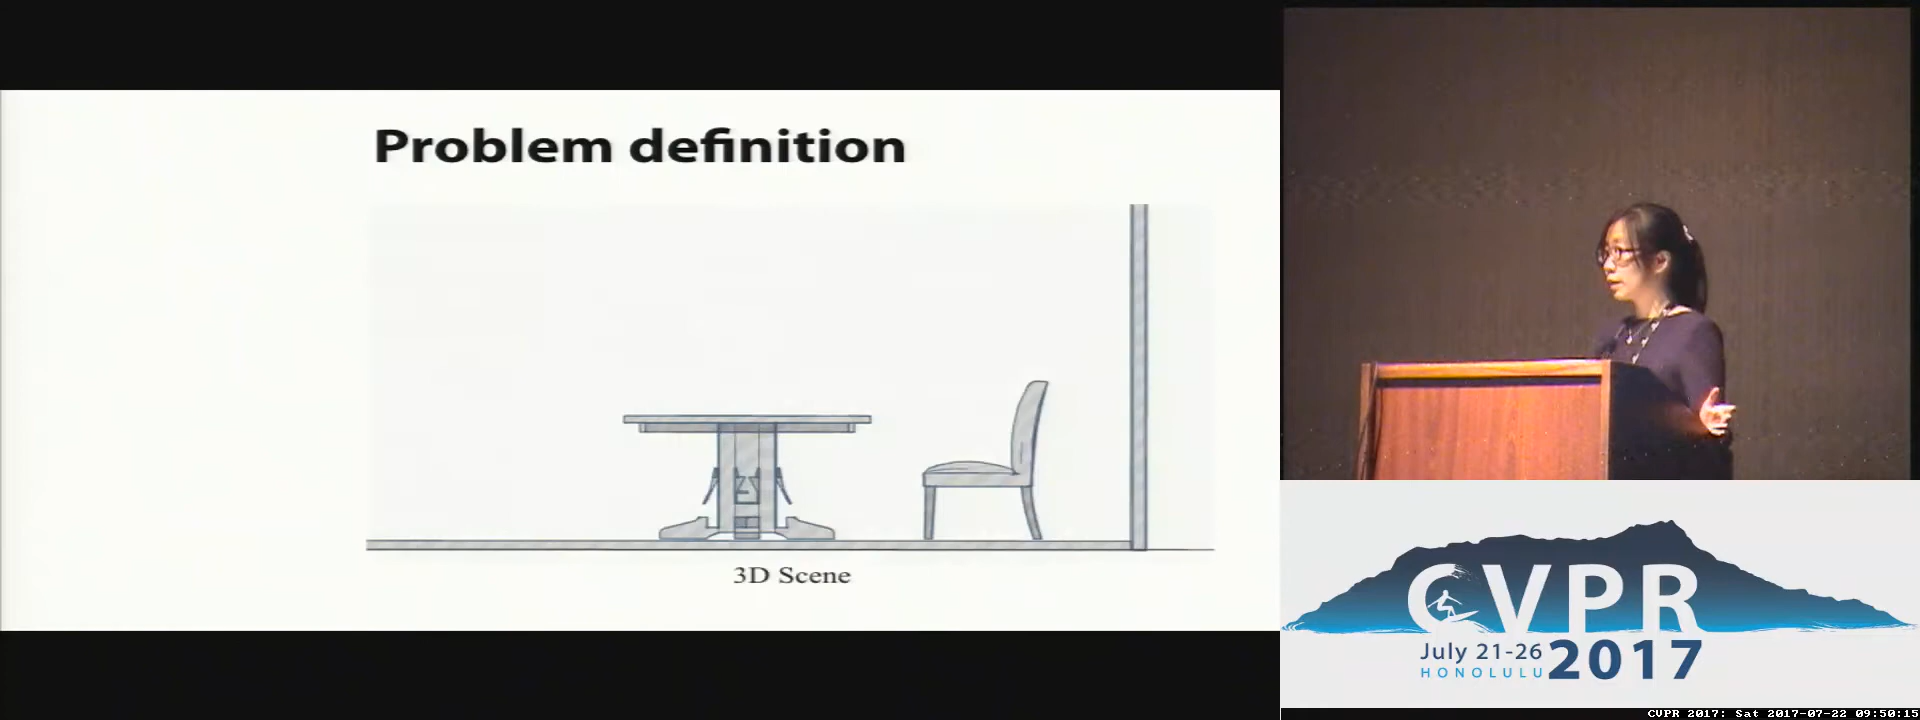 Problem definition
3D Scene
CVPR
July 21-26
HONOLULU
2017
CVPR 2017: Sat 2017-07-22 09:50:15